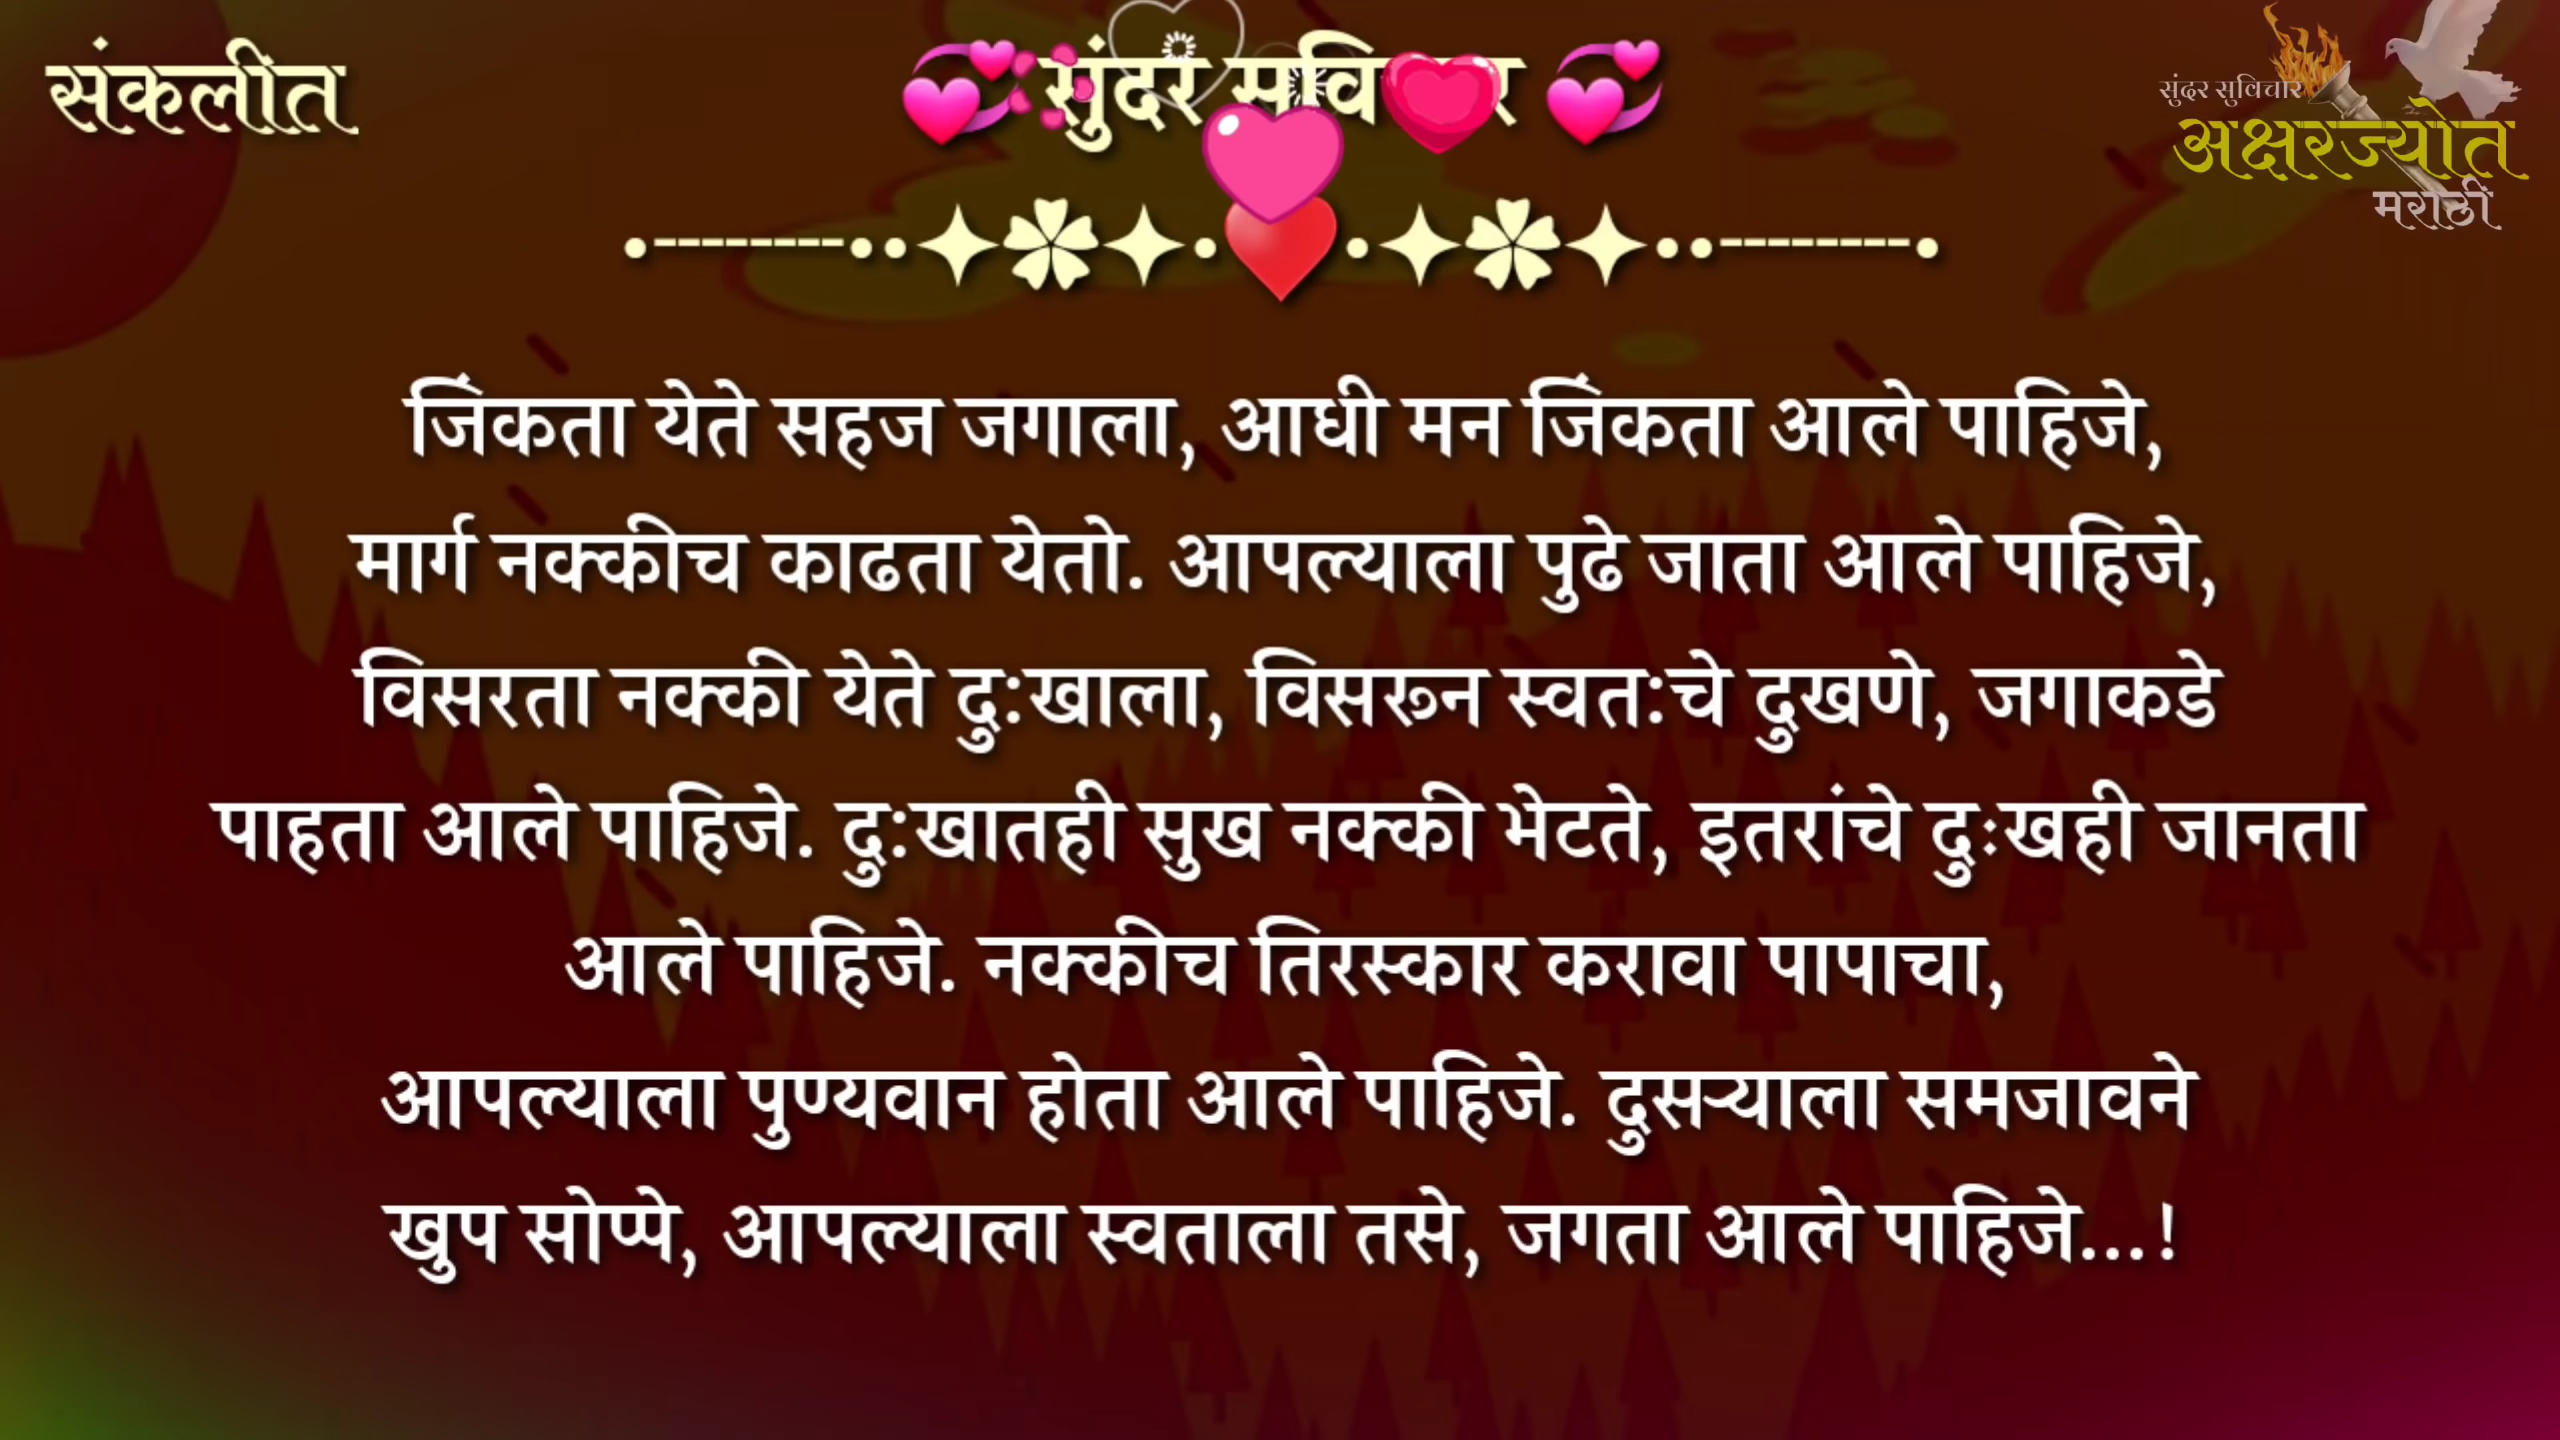 संकलीत
💞 सुंदर सुविचार 💞
सुंदर सुविचार
अक्षरज्योत
मराठी
•----------••✦✿✦•♥•✦✿✦••----------•
जिंकता येते सहज जगाला, आधी मन जिंकता आले पाहिजे,
मार्ग नक्कीच काढता येतो. आपल्याला पुढे जाता आले पाहिजे,
विसरता नक्की येते दु:खाला, विसरून स्वत:चे दुखणे, जगाकडे
पाहता आले पाहिजे. दु:खातही सुख नक्की भेटते, इतरांचे दुःखही जानता
आले पाहिजे. नक्कीच तिरस्कार करावा पापाचा,
आपल्याला पुण्यवान होता आले पाहिजे. दुसऱ्याला समजावने
खुप सोप्पे, आपल्याला स्वताला तसे, जगता आले पाहिजे...!